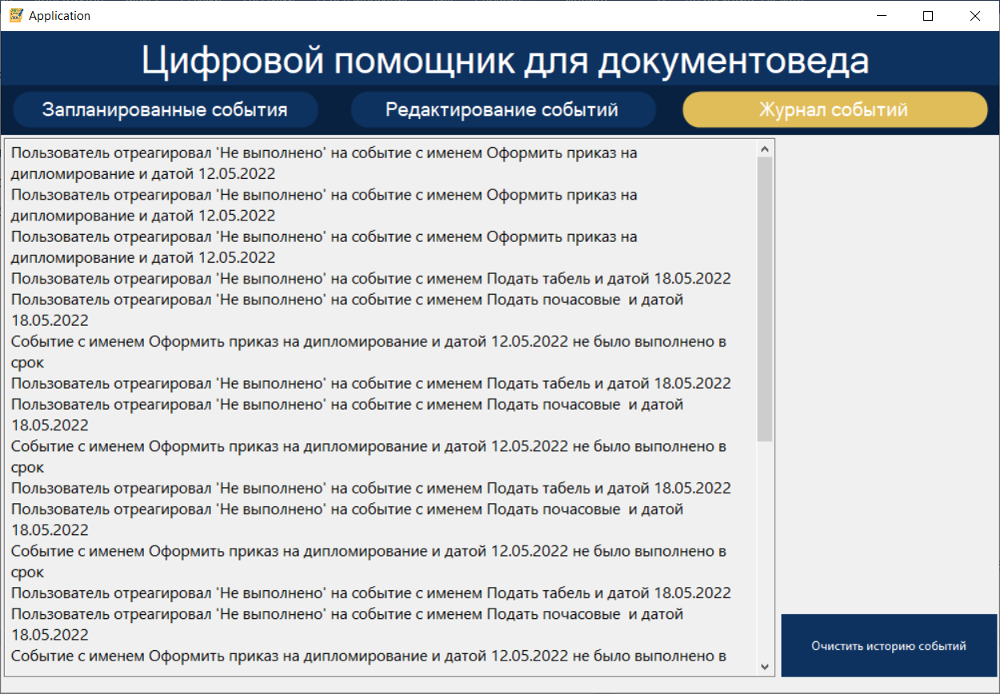 Application
Цифровой помощник для документоведа
Запланированные события
Редактирование событий
Журнал событий
Пользователь отреагировал 'Не выполнено' на событие с именем Оформить приказ на
дипломирование и датой 12.05.2022
Пользователь отреагировал 'Не выполнено' на событие с именем Оформить приказ на
дипломирование и датой 12.05.2022
Пользователь отреагировал 'Не выполнено' на событие с именем Оформить приказ на
дипломирование и датой 12.05.2022
Пользователь отреагировал 'Не выполнено' на событие с именем Подать табель и датой 18.05.2022
Пользователь отреагировал 'Не выполнено' на событие с именем Подать почасовые  и датой
18.05.2022
Событие с именем Оформить приказ на дипломирование и датой 12.05.2022 не было выполнено в
срок
Пользователь отреагировал 'Не выполнено' на событие с именем Подать табель и датой 18.05.2022
Пользователь отреагировал 'Не выполнено' на событие с именем Подать почасовые  и датой
18.05.2022
Событие с именем Оформить приказ на дипломирование и датой 12.05.2022 не было выполнено в
срок
Пользователь отреагировал 'Не выполнено' на событие с именем Подать табель и датой 18.05.2022
Пользователь отреагировал 'Не выполнено' на событие с именем Подать почасовые  и датой
18.05.2022
Событие с именем Оформить приказ на дипломирование и датой 12.05.2022 не было выполнено в
срок
Пользователь отреагировал 'Не выполнено' на событие с именем Подать табель и датой 18.05.2022
Пользователь отреагировал 'Не выполнено' на событие с именем Подать почасовые  и датой
18.05.2022
Событие с именем Оформить приказ на дипломирование и датой 12.05.2022 не было выполнено в
Очистить историю событий